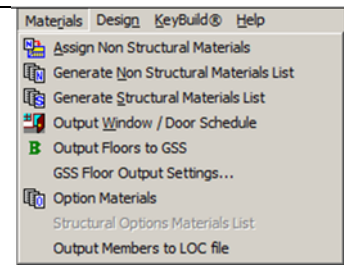 Materials Design KeyBuild® Help
Assign Non Structural Materials
Generate Non Structural Materials List
Generate Structural Materials List
Output Window / Door Schedule
Output Floors to GSS
GSS Floor Output Settings...
Option Materials
Structural Options Materials List
Output Members to LOC file